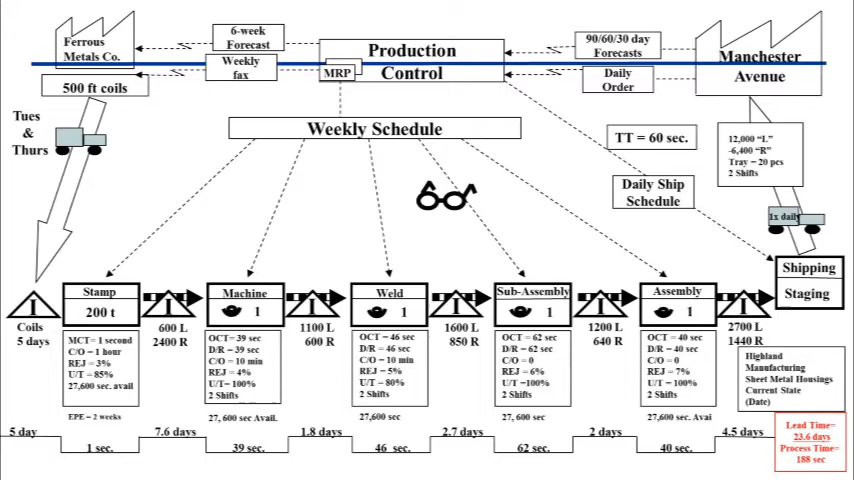 Ferrous
Metals Co.
500 ft coils
Tues
&
Thurs
6-week
Forecast
Weekly
fax
Production
Control
MRP
90/60/30 day
Forecasts
Daily
Order
Manchester
Avenue
Weekly Schedule
TT = 60 sec.
12,000 “L”
-6,400 “R”
Tray – 20 pcs
2 Shifts
Daily Ship
Schedule
1x daily
Shipping
Staging
I
Coils
5 days
Stamp
200 t
MCT= 1 second
C/O – 1 hour
REJ = 3%
U/T = 85%
27,600 sec. avail
EPE – 2 weeks
I
600 L
2400 R
Machine
1
OCT= 39 sec
D/R – 39 sec
C/O = 10 min
REJ = 4%
U/T– 100%
2 Shifts
27, 600 sec Avail.
I
1100 L
600 R
Weld
1
OCT – 46 sec
D/R = 46 sec
C/O – 10 min
REJ – 5%
U/T – 80%
2 Shifts
27,600 sec
I
1600 L
850 R
Sub-Assembly
1
OCT = 62 sec
D/R – 62 sec
C/O = 0
REJ = 6%
U/T –100%
2 Shifts
27, 600 sec
I
1200 L
640 R
Assembly
1
OCT = 40 sec
D/R – 40 sec
C/O = 0
REJ = 7%
U/T – 100%
2 Shifts
27,600 sec. Avai
I
2700 L
1440 R
Highland
Manufacturing
Sheet Metal Housings
Current State
(Date)
5 day
1 sec.
7.6 days
39 sec.
1.8 days
46 sec.
2.7 days
62 sec.
2 days
40 sec.
4.5 days
Lead Time=
23.6 days
Process Time=
188 sec